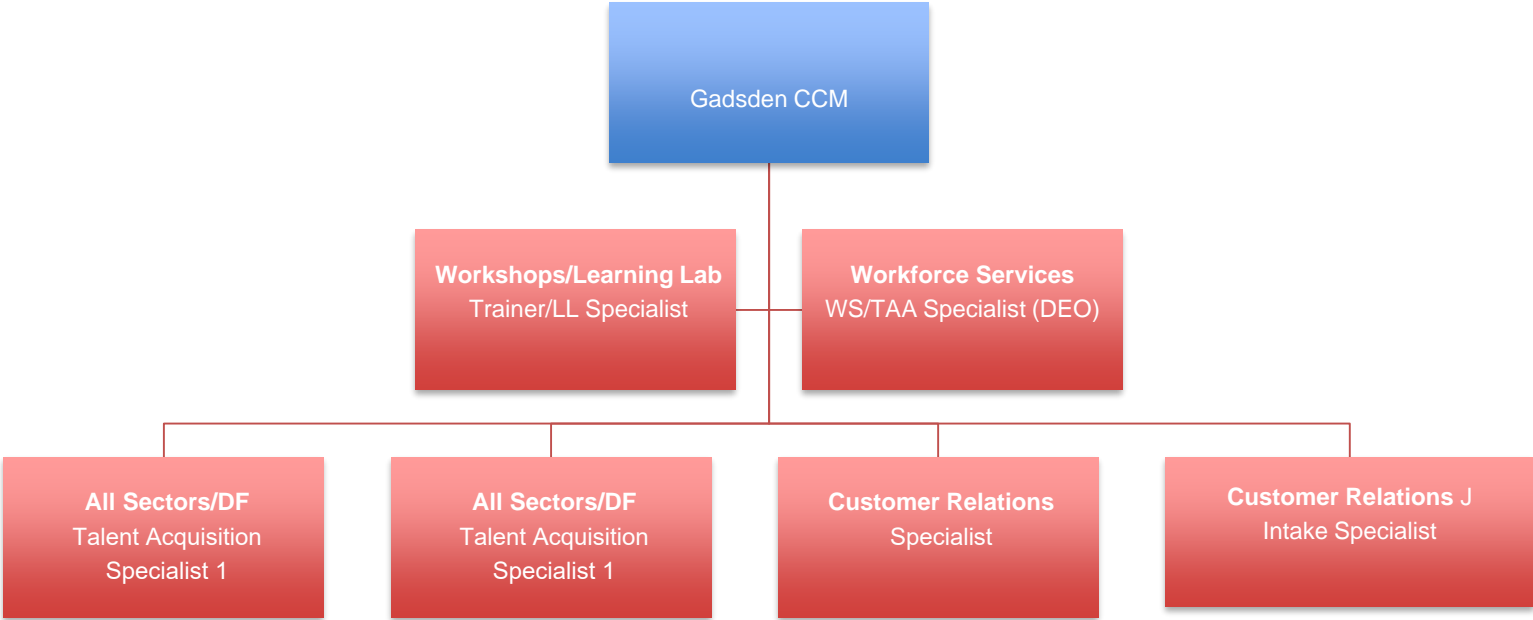 Gadsden CCM
Workshops/Learning Lab
Trainer/LL Specialist
Workforce Services
WS/TAA Specialist (DEO)
All Sectors/DF
Talent Acquisition
Specialist 1
All Sectors/DF
Talent Acquisition
Specialist 1
Customer Relations
Specialist
Customer Relations J
Intake Specialist